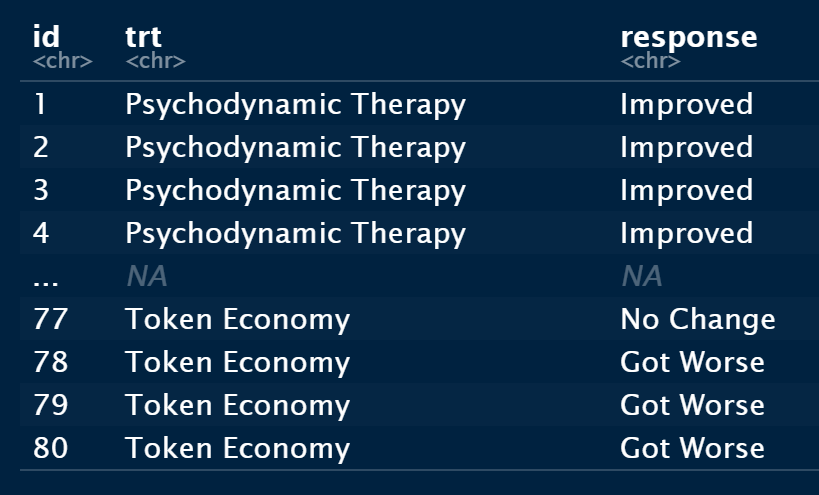 id trt response
<chr> <chr> <chr>
1 Psychodynamic Therapy Improved
2 Psychodynamic Therapy Improved
3 Psychodynamic Therapy Improved
4 Psychodynamic Therapy Improved
... NA NA
77 Token Economy No Change
78 Token Economy Got Worse
79 Token Economy Got Worse
80 Token Economy Got Worse